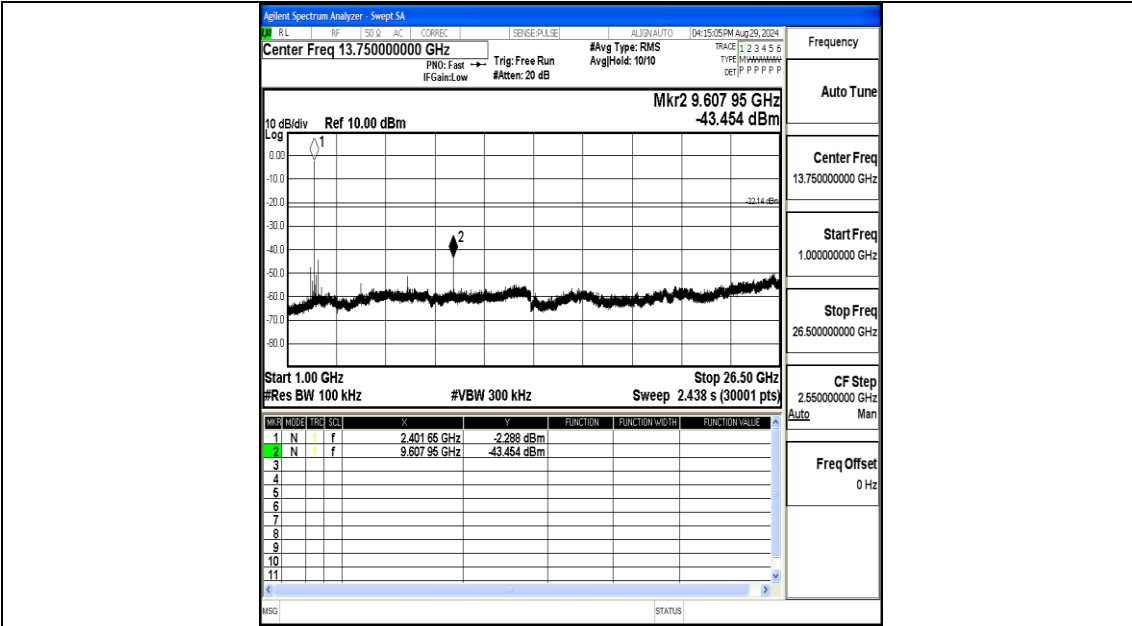 Agilent Spectrum Analyzer - Swept SA
RL RF 50 Ω AC CORREC SENSE:PULSE ALIGN AUTO 04:15:05 PM Aug 29, 2024
Center Freq 13.750000000 GHz
PNO: Fast
IFGain:Low
Trig: Free Run
#Atten: 20 dB
#Avg Type: RMS
Avg|Hold: 10/10
TRACE 1 2 3 4 5 6
TYPE MWWWWW
DET P P P P P P
Mkr2 9.607 95 GHz
-43.454 dBm
10 dB/div Ref 10.00 dBm
Log
1
0.00
-10.0
-20.0
-22.14 dBm
-30.0
2
-40.0
-50.0
-60.0
-70.0
-80.0
Start 1.00 GHz Stop 26.50 GHz
#Res BW 100 kHz #VBW 300 kHz Sweep 2.438 s (30001 pts)
MKR MODE TRC SCL X Y FUNCTION FUNCTION WIDTH FUNCTION VALUE
1 N 1 f 2.401 65 GHz -2.288 dBm
2 N 1 f 9.607 95 GHz -43.454 dBm
3
4
5
6
7
8
9
10
11
MSG STATUS
Frequency
Auto Tune
Center Freq
13.750000000 GHz
Start Freq
1.000000000 GHz
Stop Freq
26.500000000 GHz
CF Step
2.550000000 GHz
Auto Man
Freq Offset
0 Hz